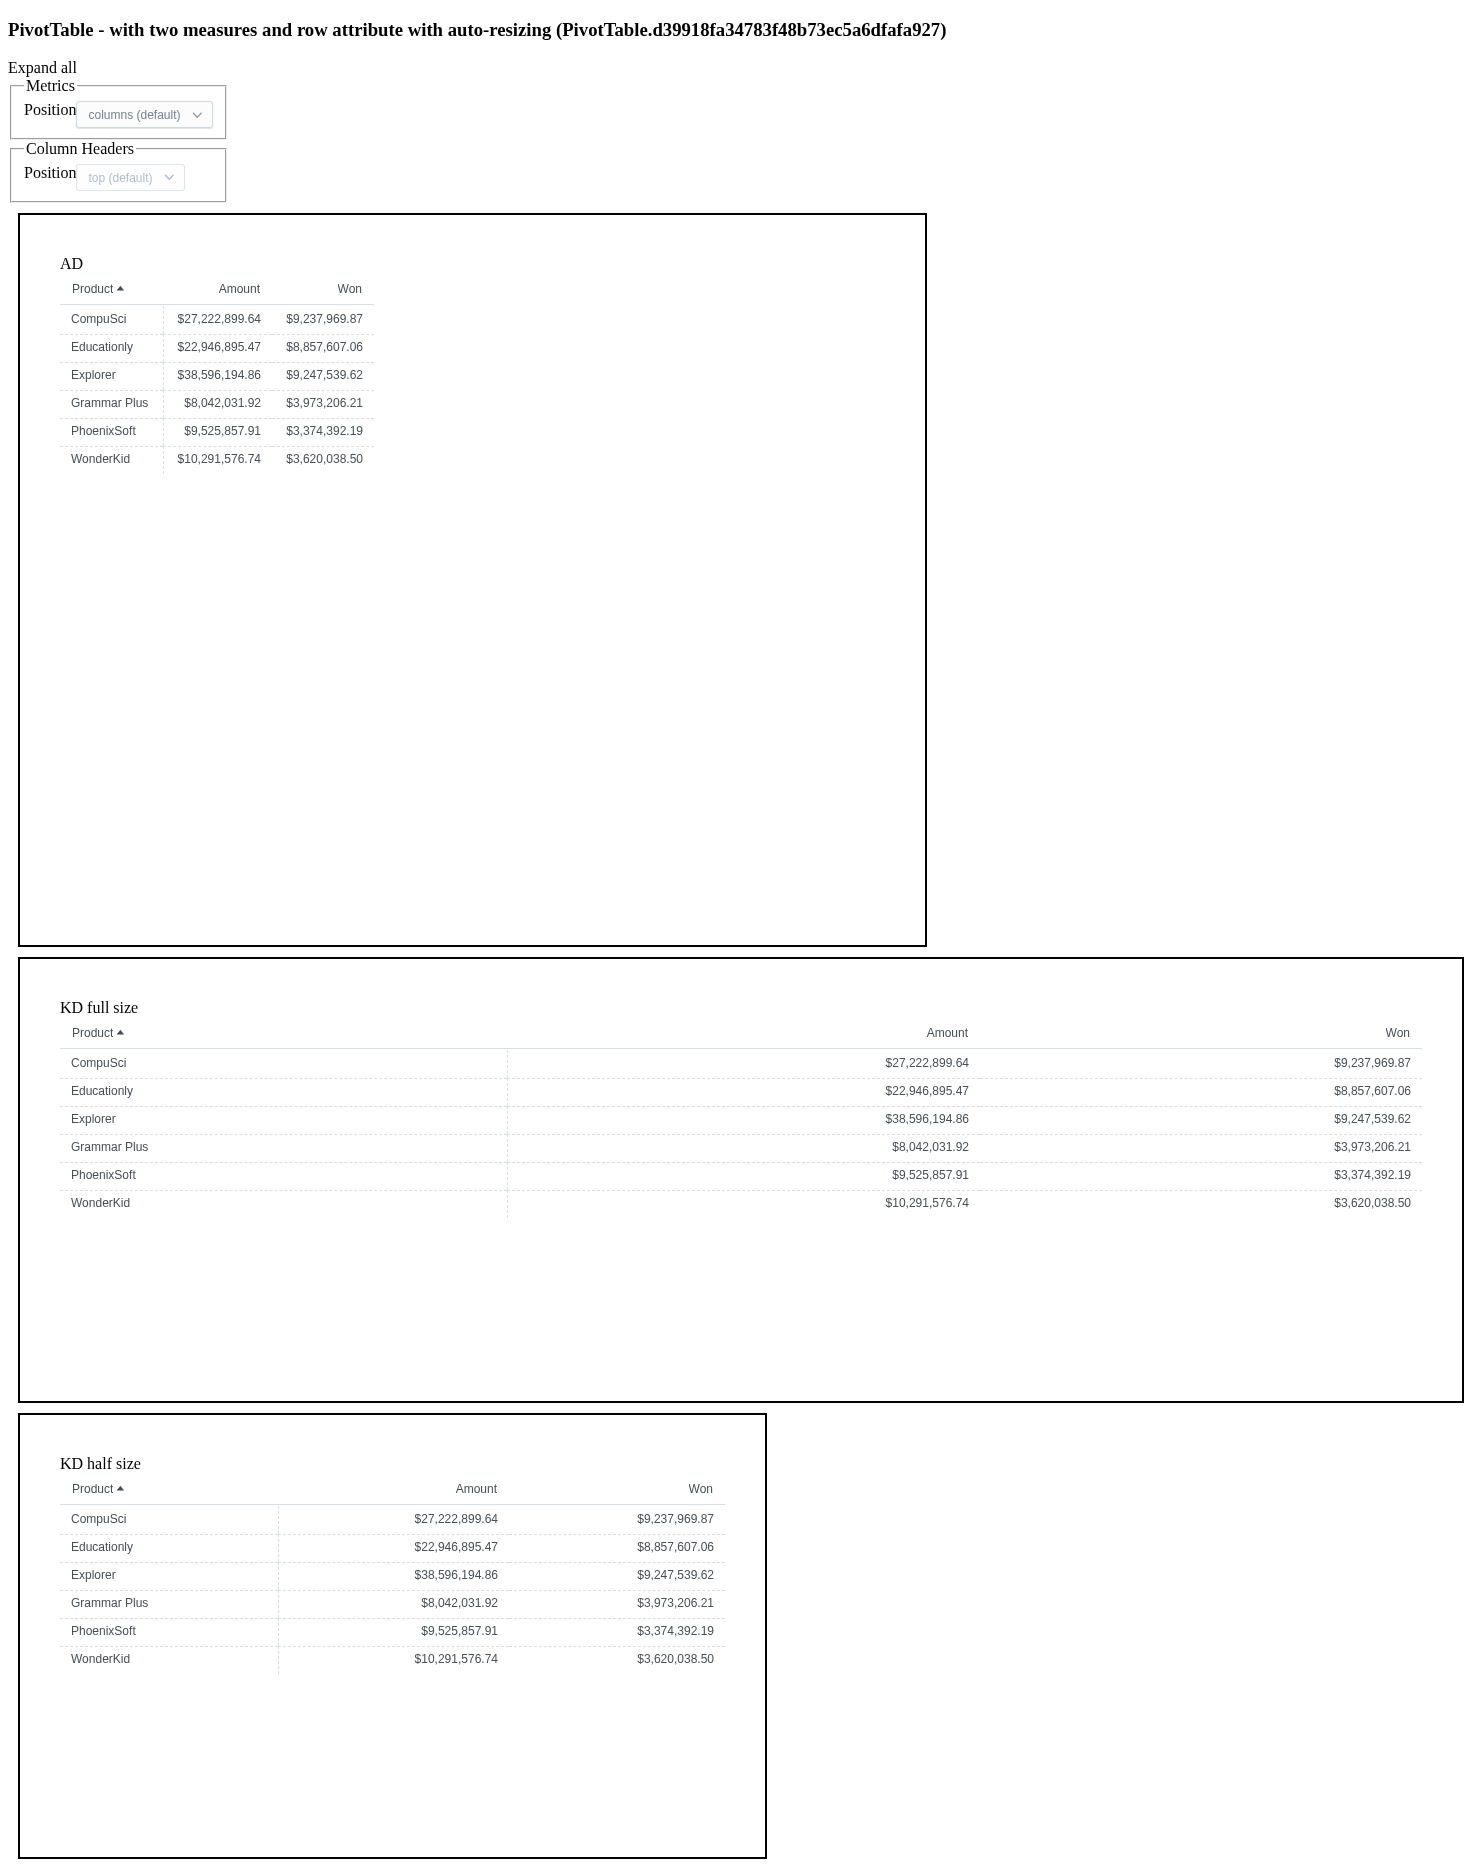 PivotTable - with two measures and row attribute with auto-resizing (PivotTable.d39918fa34783f48b73ec5a6dfafa927)
Expand all
Metrics
Position columns (default)
Column Headers
Position top (default)
AD
Product Amount Won
CompuSci $27,222,899.64 $9,237,969.87
Educationly $22,946,895.47 $8,857,607.06
Explorer $38,596,194.86 $9,247,539.62
Grammar Plus $8,042,031.92 $3,973,206.21
PhoenixSoft $9,525,857.91 $3,374,392.19
WonderKid $10,291,576.74 $3,620,038.50
KD full size
Product Amount Won
CompuSci $27,222,899.64 $9,237,969.87
Educationly $22,946,895.47 $8,857,607.06
Explorer $38,596,194.86 $9,247,539.62
Grammar Plus $8,042,031.92 $3,973,206.21
PhoenixSoft $9,525,857.91 $3,374,392.19
WonderKid $10,291,576.74 $3,620,038.50
KD half size
Product Amount Won
CompuSci $27,222,899.64 $9,237,969.87
Educationly $22,946,895.47 $8,857,607.06
Explorer $38,596,194.86 $9,247,539.62
Grammar Plus $8,042,031.92 $3,973,206.21
PhoenixSoft $9,525,857.91 $3,374,392.19
WonderKid $10,291,576.74 $3,620,038.50